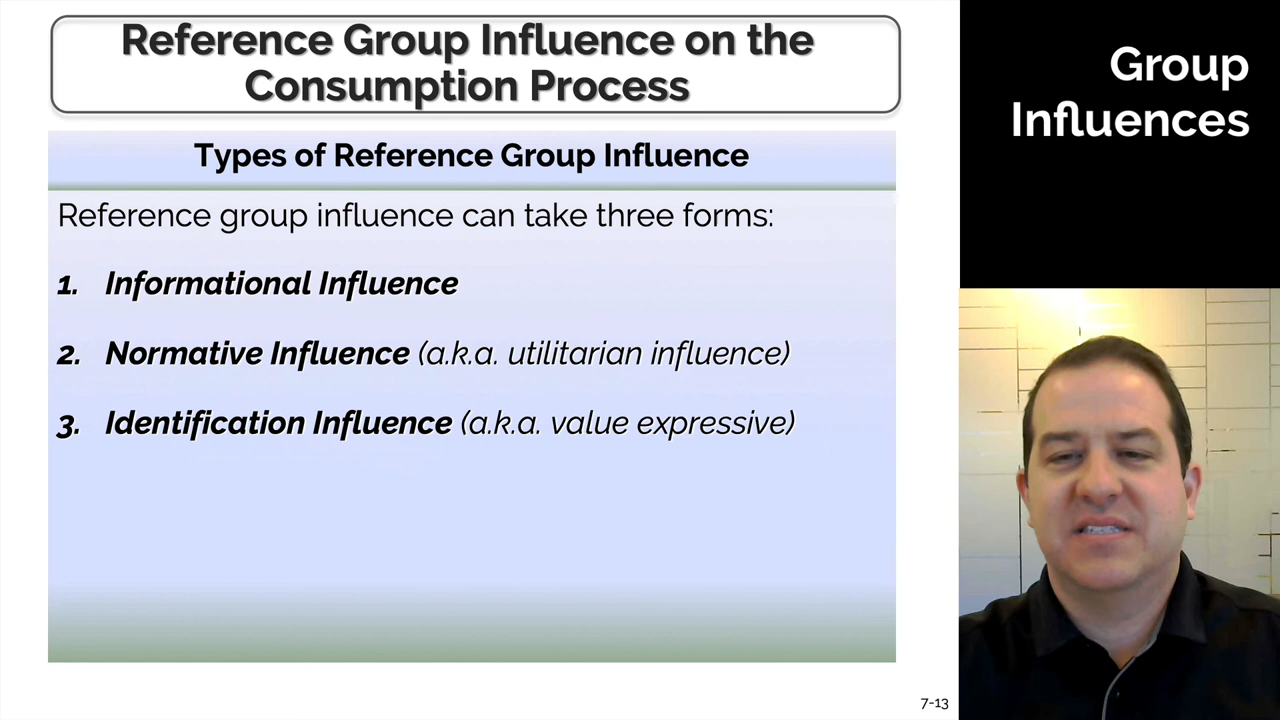 Reference Group Influence on the
Consumption Process
Types of Reference Group Influence
Reference group influence can take three forms:
1. Informational Influence
2. Normative Influence (a.k.a. utilitarian influence)
3. Identification Influence (a.k.a. value expressive)
7-13
Group
Influences